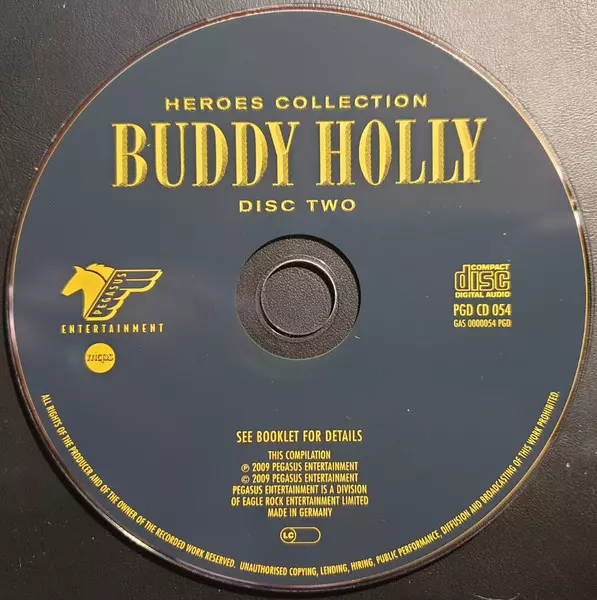 HEROES COLLECTION
BUDDY HOLLY
DISC TWO
PEGASUS
ENTERTAINMENT
mcps
COMPACT
disc
DIGITAL AUDIO
PGD CD 054
GAS 0000054 PGD
SEE BOOKLET FOR DETAILS
THIS COMPILATION
℗ 2009 PEGASUS ENTERTAINMENT
© 2009 PEGASUS ENTERTAINMENT
PEGASUS ENTERTAINMENT IS A DIVISION
OF EAGLE ROCK ENTERTAINMENT LIMITED
MADE IN GERMANY
LC
ALL RIGHTS OF THE PRODUCER AND OF THE OWNER OF THE RECORDED WORK RESERVED. UNAUTHORISED COPYING, LENDING, HIRING, PUBLIC PERFORMANCE, DIFFUSION AND BROADCASTING OF THIS WORK PROHIBITED.